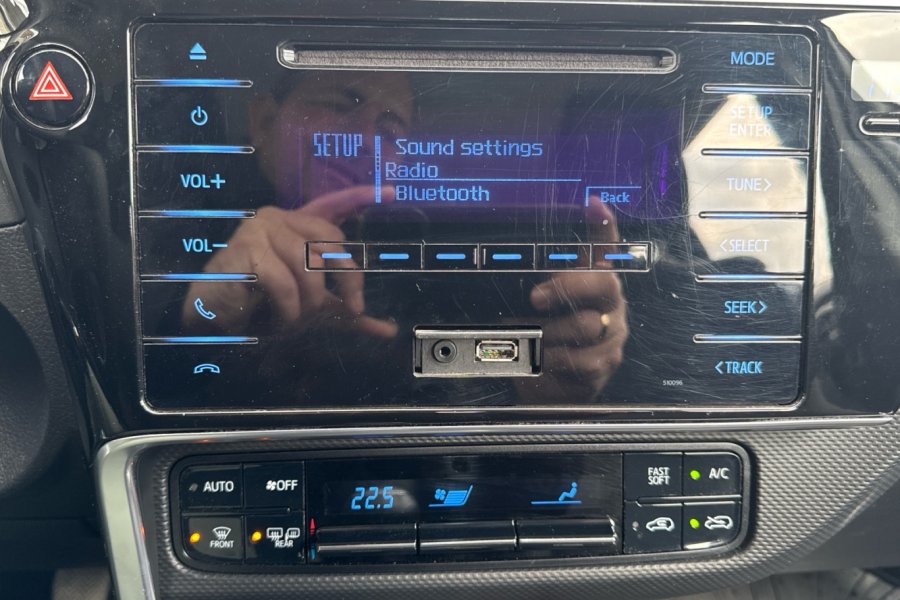 MODE
SETUP
ENTER
VOL+
TUNE>
VOL–
<SELECT
SEEK>
<TRACK
SETUP
Sound settings
Radio
Bluetooth
Back
510096
AUTO
OFF
22.5
FAST
SOFT
A/C
FRONT
REAR